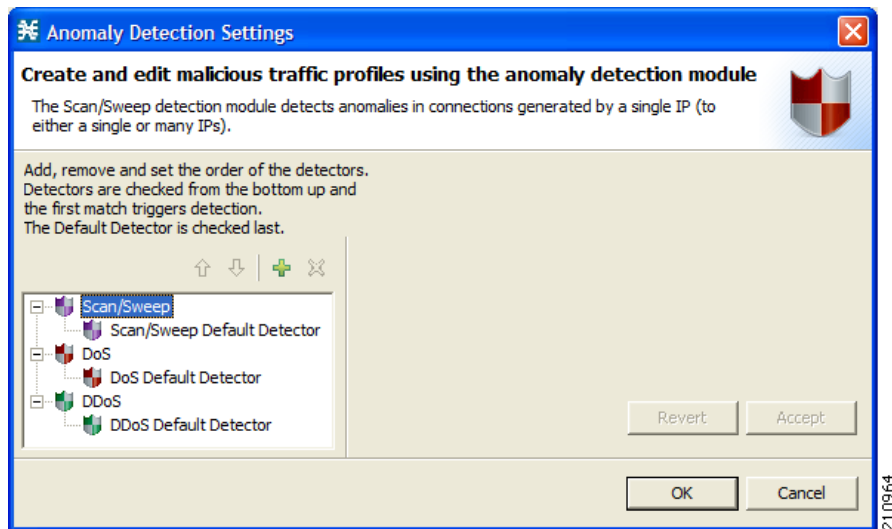 Anomaly Detection Settings
Create and edit malicious traffic profiles using the anomaly detection module
The Scan/Sweep detection module detects anomalies in connections generated by a single IP (to
either a single or many IPs).
Add, remove and set the order of the detectors.
Detectors are checked from the bottom up and
the first match triggers detection.
The Default Detector is checked last.
Scan/Sweep
Scan/Sweep Default Detector
DoS
DoS Default Detector
DDoS
DDoS Default Detector
Revert
Accept
OK
Cancel
210964